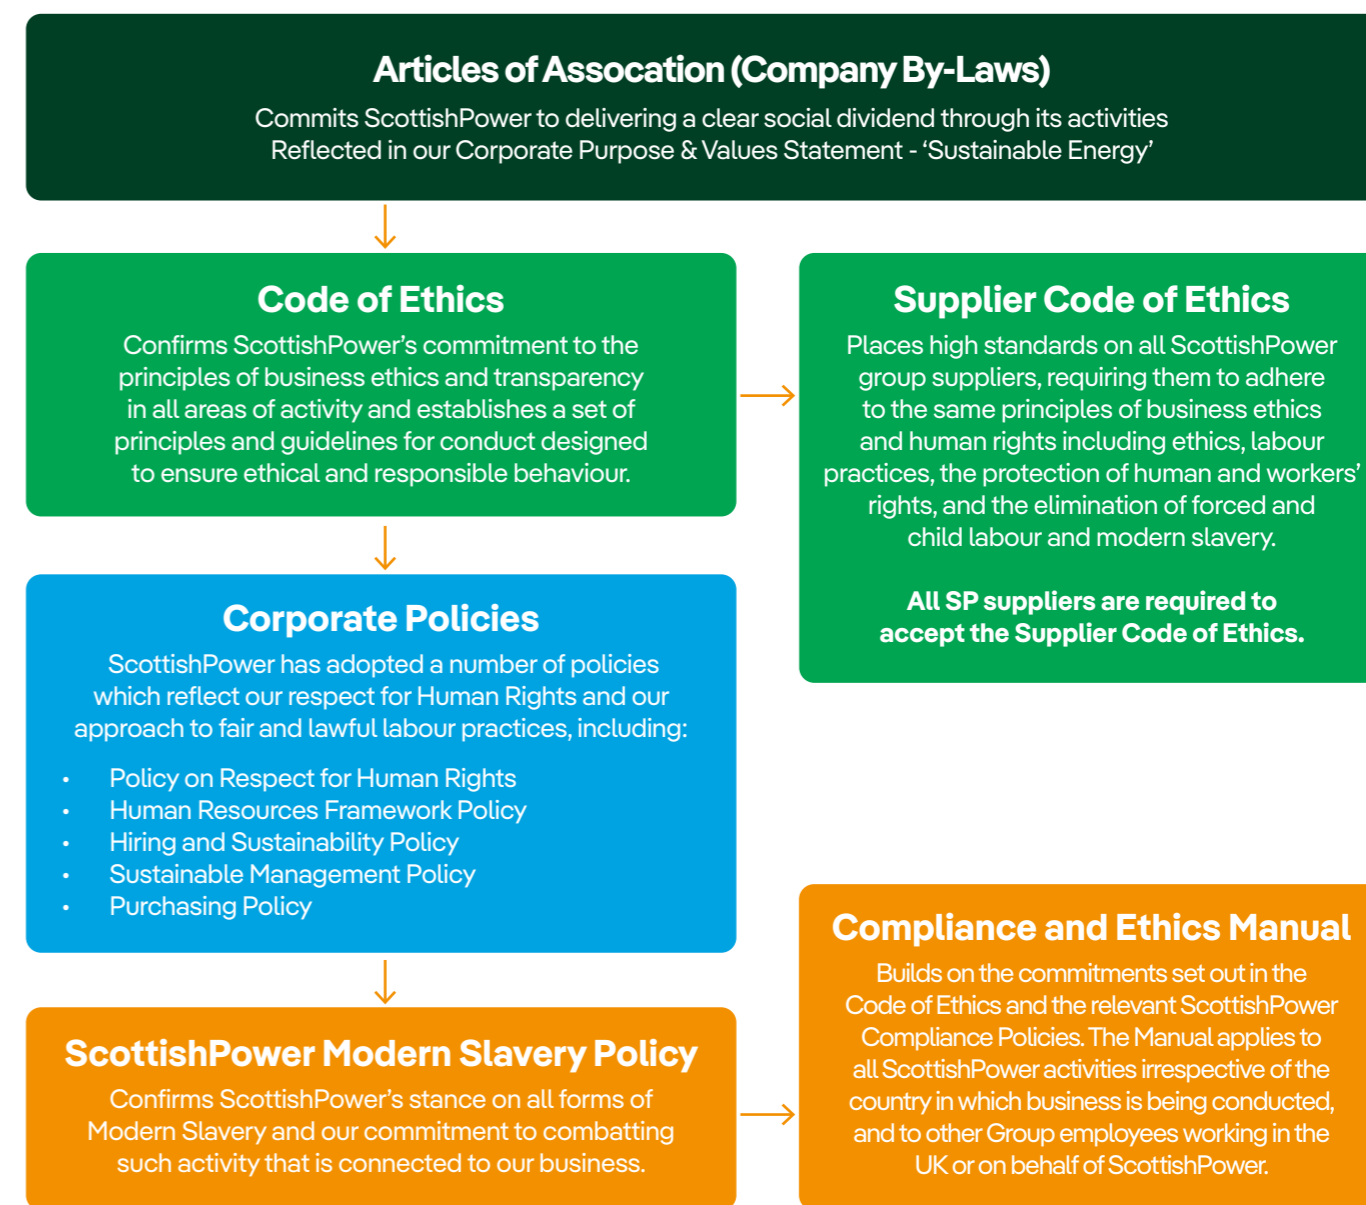 Articles of Assocation (Company By-Laws)
Commits ScottishPower to delivering a clear social dividend through its activities
Reflected in our Corporate Purpose & Values Statement - ‘Sustainable Energy’
Code of Ethics
Confirms ScottishPower’s commitment to the
principles of business ethics and transparency
in all areas of activity and establishes a set of
principles and guidelines for conduct designed
to ensure ethical and responsible behaviour.
Supplier Code of Ethics
Places high standards on all ScottishPower
group suppliers, requiring them to adhere
to the same principles of business ethics
and human rights including ethics, labour
practices, the protection of human and workers’
rights, and the elimination of forced and
child labour and modern slavery.
All SP suppliers are required to
accept the Supplier Code of Ethics.
Corporate Policies
ScottishPower has adopted a number of policies
which reflect our respect for Human Rights and our
approach to fair and lawful labour practices, including:
• Policy on Respect for Human Rights
• Human Resources Framework Policy
• Hiring and Sustainability Policy
• Sustainable Management Policy
• Purchasing Policy
ScottishPower Modern Slavery Policy
Confirms ScottishPower’s stance on all forms of
Modern Slavery and our commitment to combatting
such activity that is connected to our business.
Compliance and Ethics Manual
Builds on the commitments set out in the
Code of Ethics and the relevant ScottishPower
Compliance Policies. The Manual applies to
all ScottishPower activities irrespective of the
country in which business is being conducted,
and to other Group employees working in the
UK or on behalf of ScottishPower.